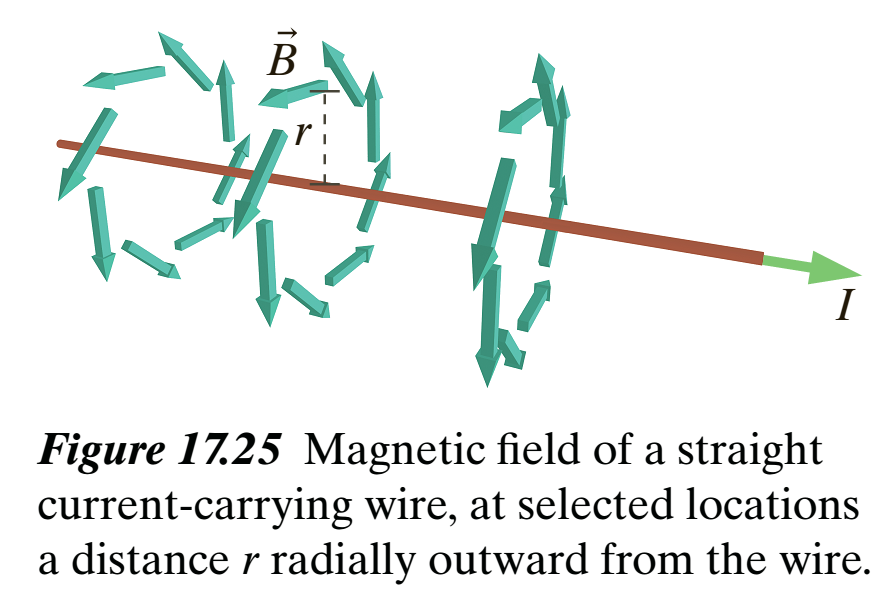 B⃗
r
I
Figure 17.25 Magnetic field of a straight
current-carrying wire, at selected locations
a distance r radially outward from the wire.